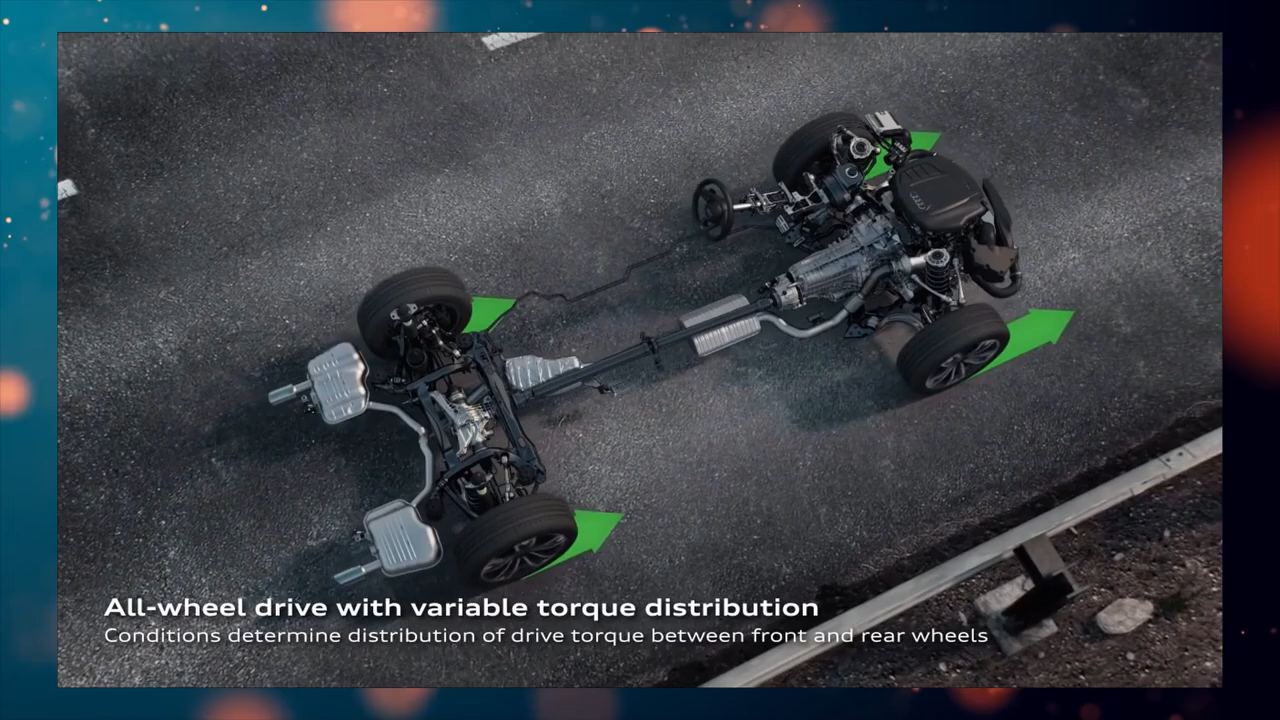 All-wheel drive with variable torque distribution
Conditions determine distribution of drive torque between front and rear wheels